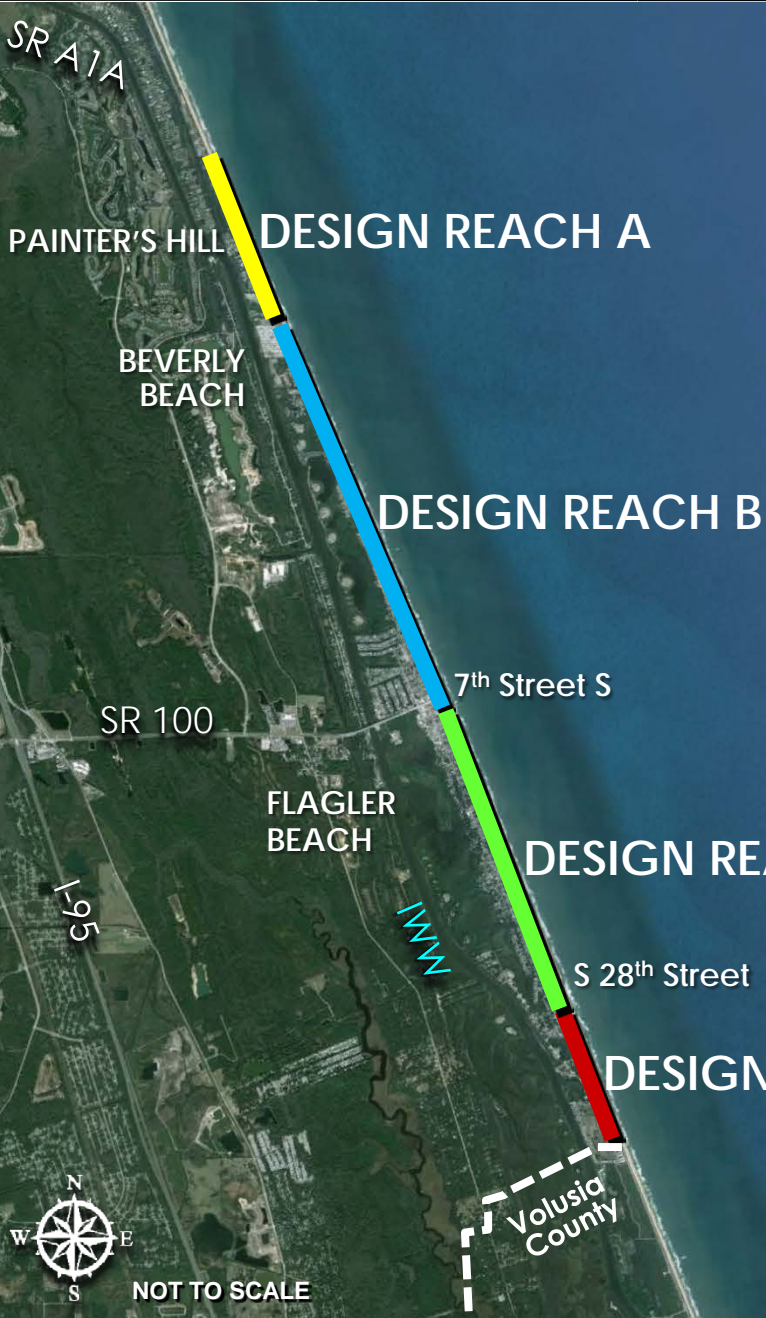 SR A1A
DESIGN REACH A
PAINTER'S HILL
BEVERLY
BEACH
DESIGN REACH B
7th Street S
SR 100
FLAGLER
BEACH
DESIGN REA
I-95
IWW
S 28th Street
DESIGN
Volusia
County
N
W E
S
NOT TO SCALE